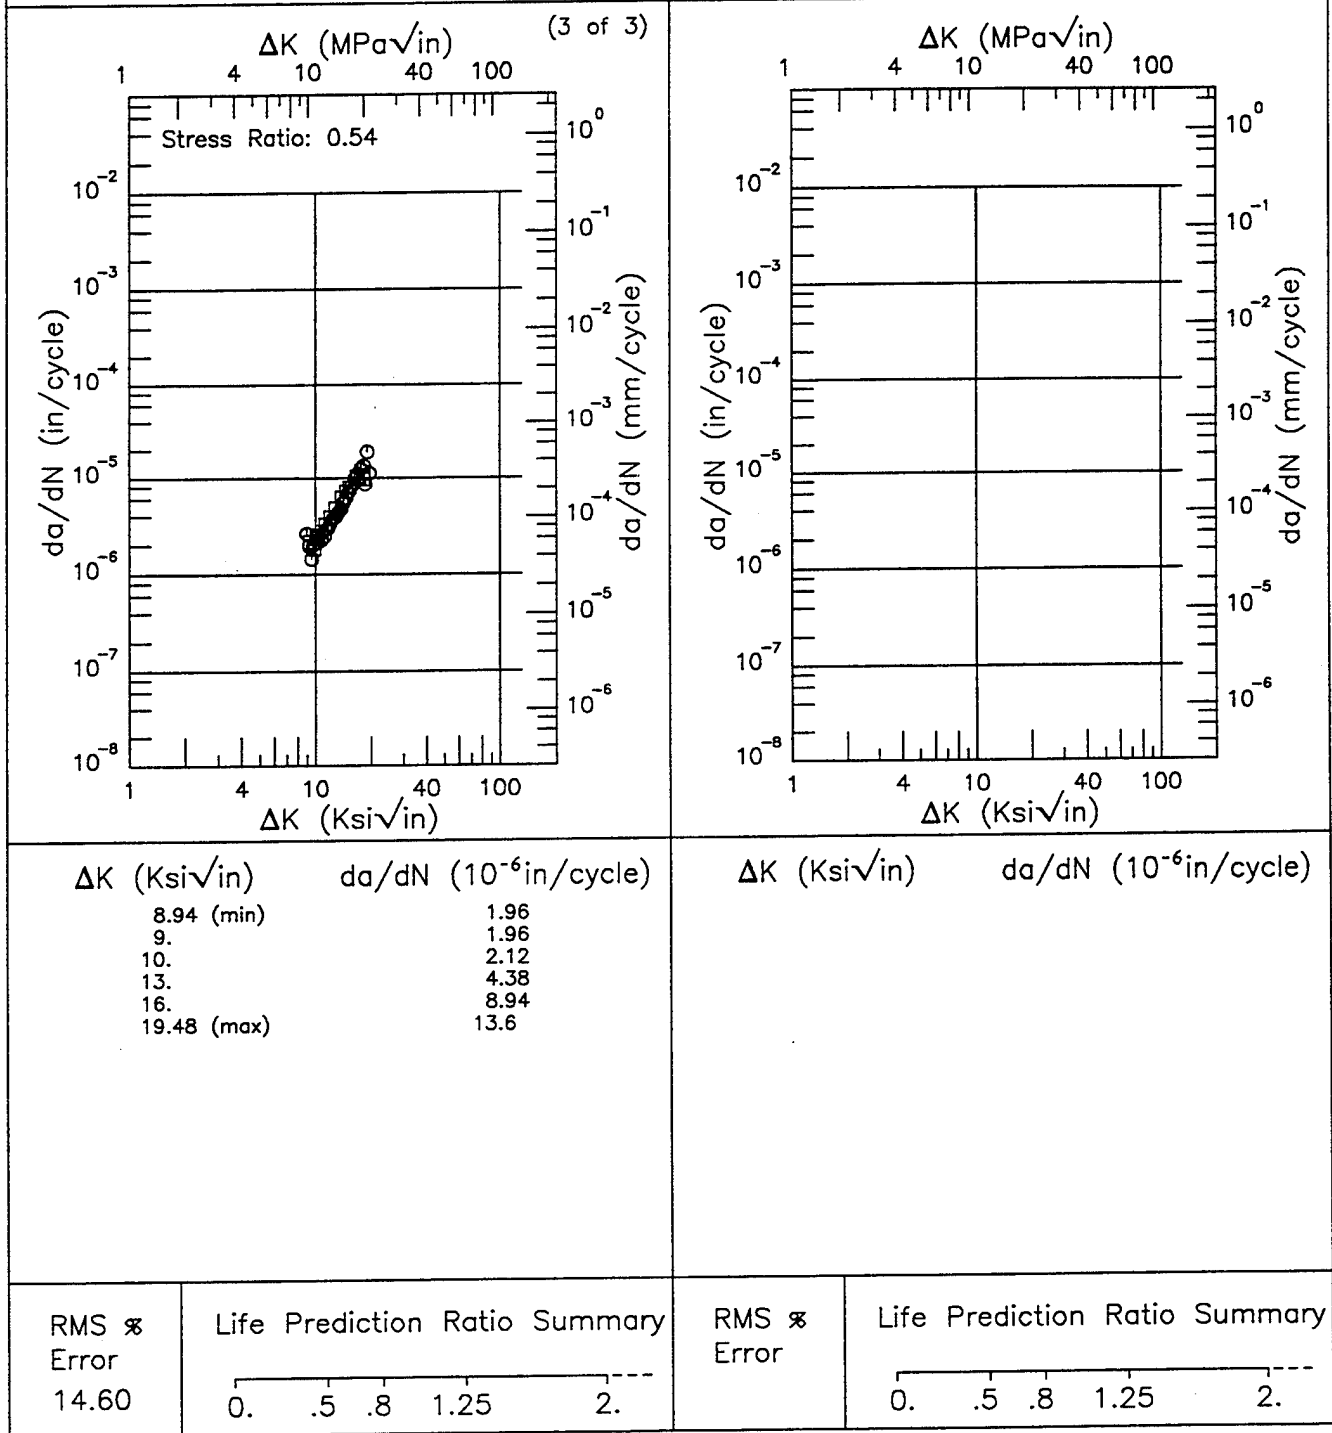 (3 of 3)
ΔK (MPa√in)
1 4 10 40 100
Stress Ratio: 0.54
da/dN (in/cycle)
10⁻²
10⁻³
10⁻⁴
10⁻⁵
10⁻⁶
10⁻⁷
10⁻⁸
10⁰
10⁻¹
10⁻²
10⁻³
10⁻⁴
10⁻⁵
10⁻⁶
da/dN (mm/cycle)
1 4 10 40 100
ΔK (Ksi√in)
ΔK (MPa√in)
1 4 10 40 100
da/dN (in/cycle)
10⁻²
10⁻³
10⁻⁴
10⁻⁵
10⁻⁶
10⁻⁷
10⁻⁸
10⁰
10⁻¹
10⁻²
10⁻³
10⁻⁴
10⁻⁵
10⁻⁶
da/dN (mm/cycle)
1 4 10 40 100
ΔK (Ksi√in)
ΔK (Ksi√in) da/dN (10⁻⁶in/cycle)
8.94 (min) 1.96
9. 1.96
10. 2.12
13. 4.38
16. 8.94
19.48 (max) 13.6
ΔK (Ksi√in) da/dN (10⁻⁶in/cycle)
RMS %
Error
14.60
Life Prediction Ratio Summary
0. .5 .8 1.25 2.
RMS %
Error
Life Prediction Ratio Summary
0. .5 .8 1.25 2.